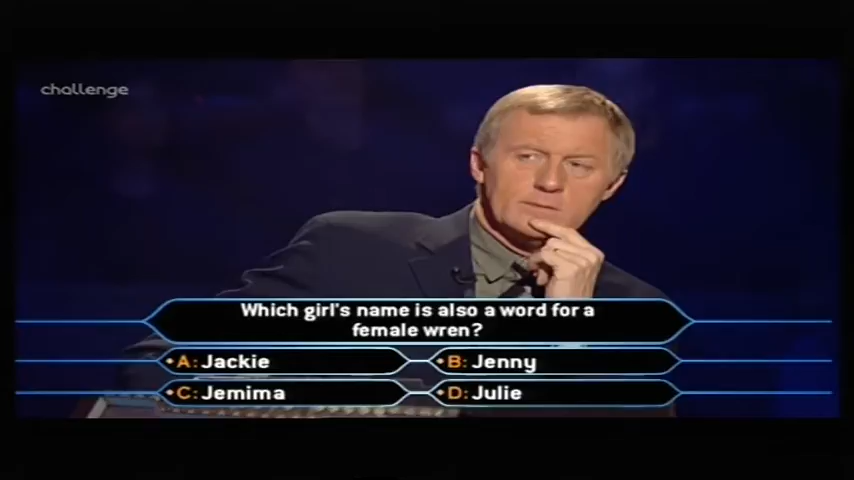 challenge
Which girl's name is also a word for a
female wren?
A: Jackie
B: Jenny
C: Jemima
D: Julie